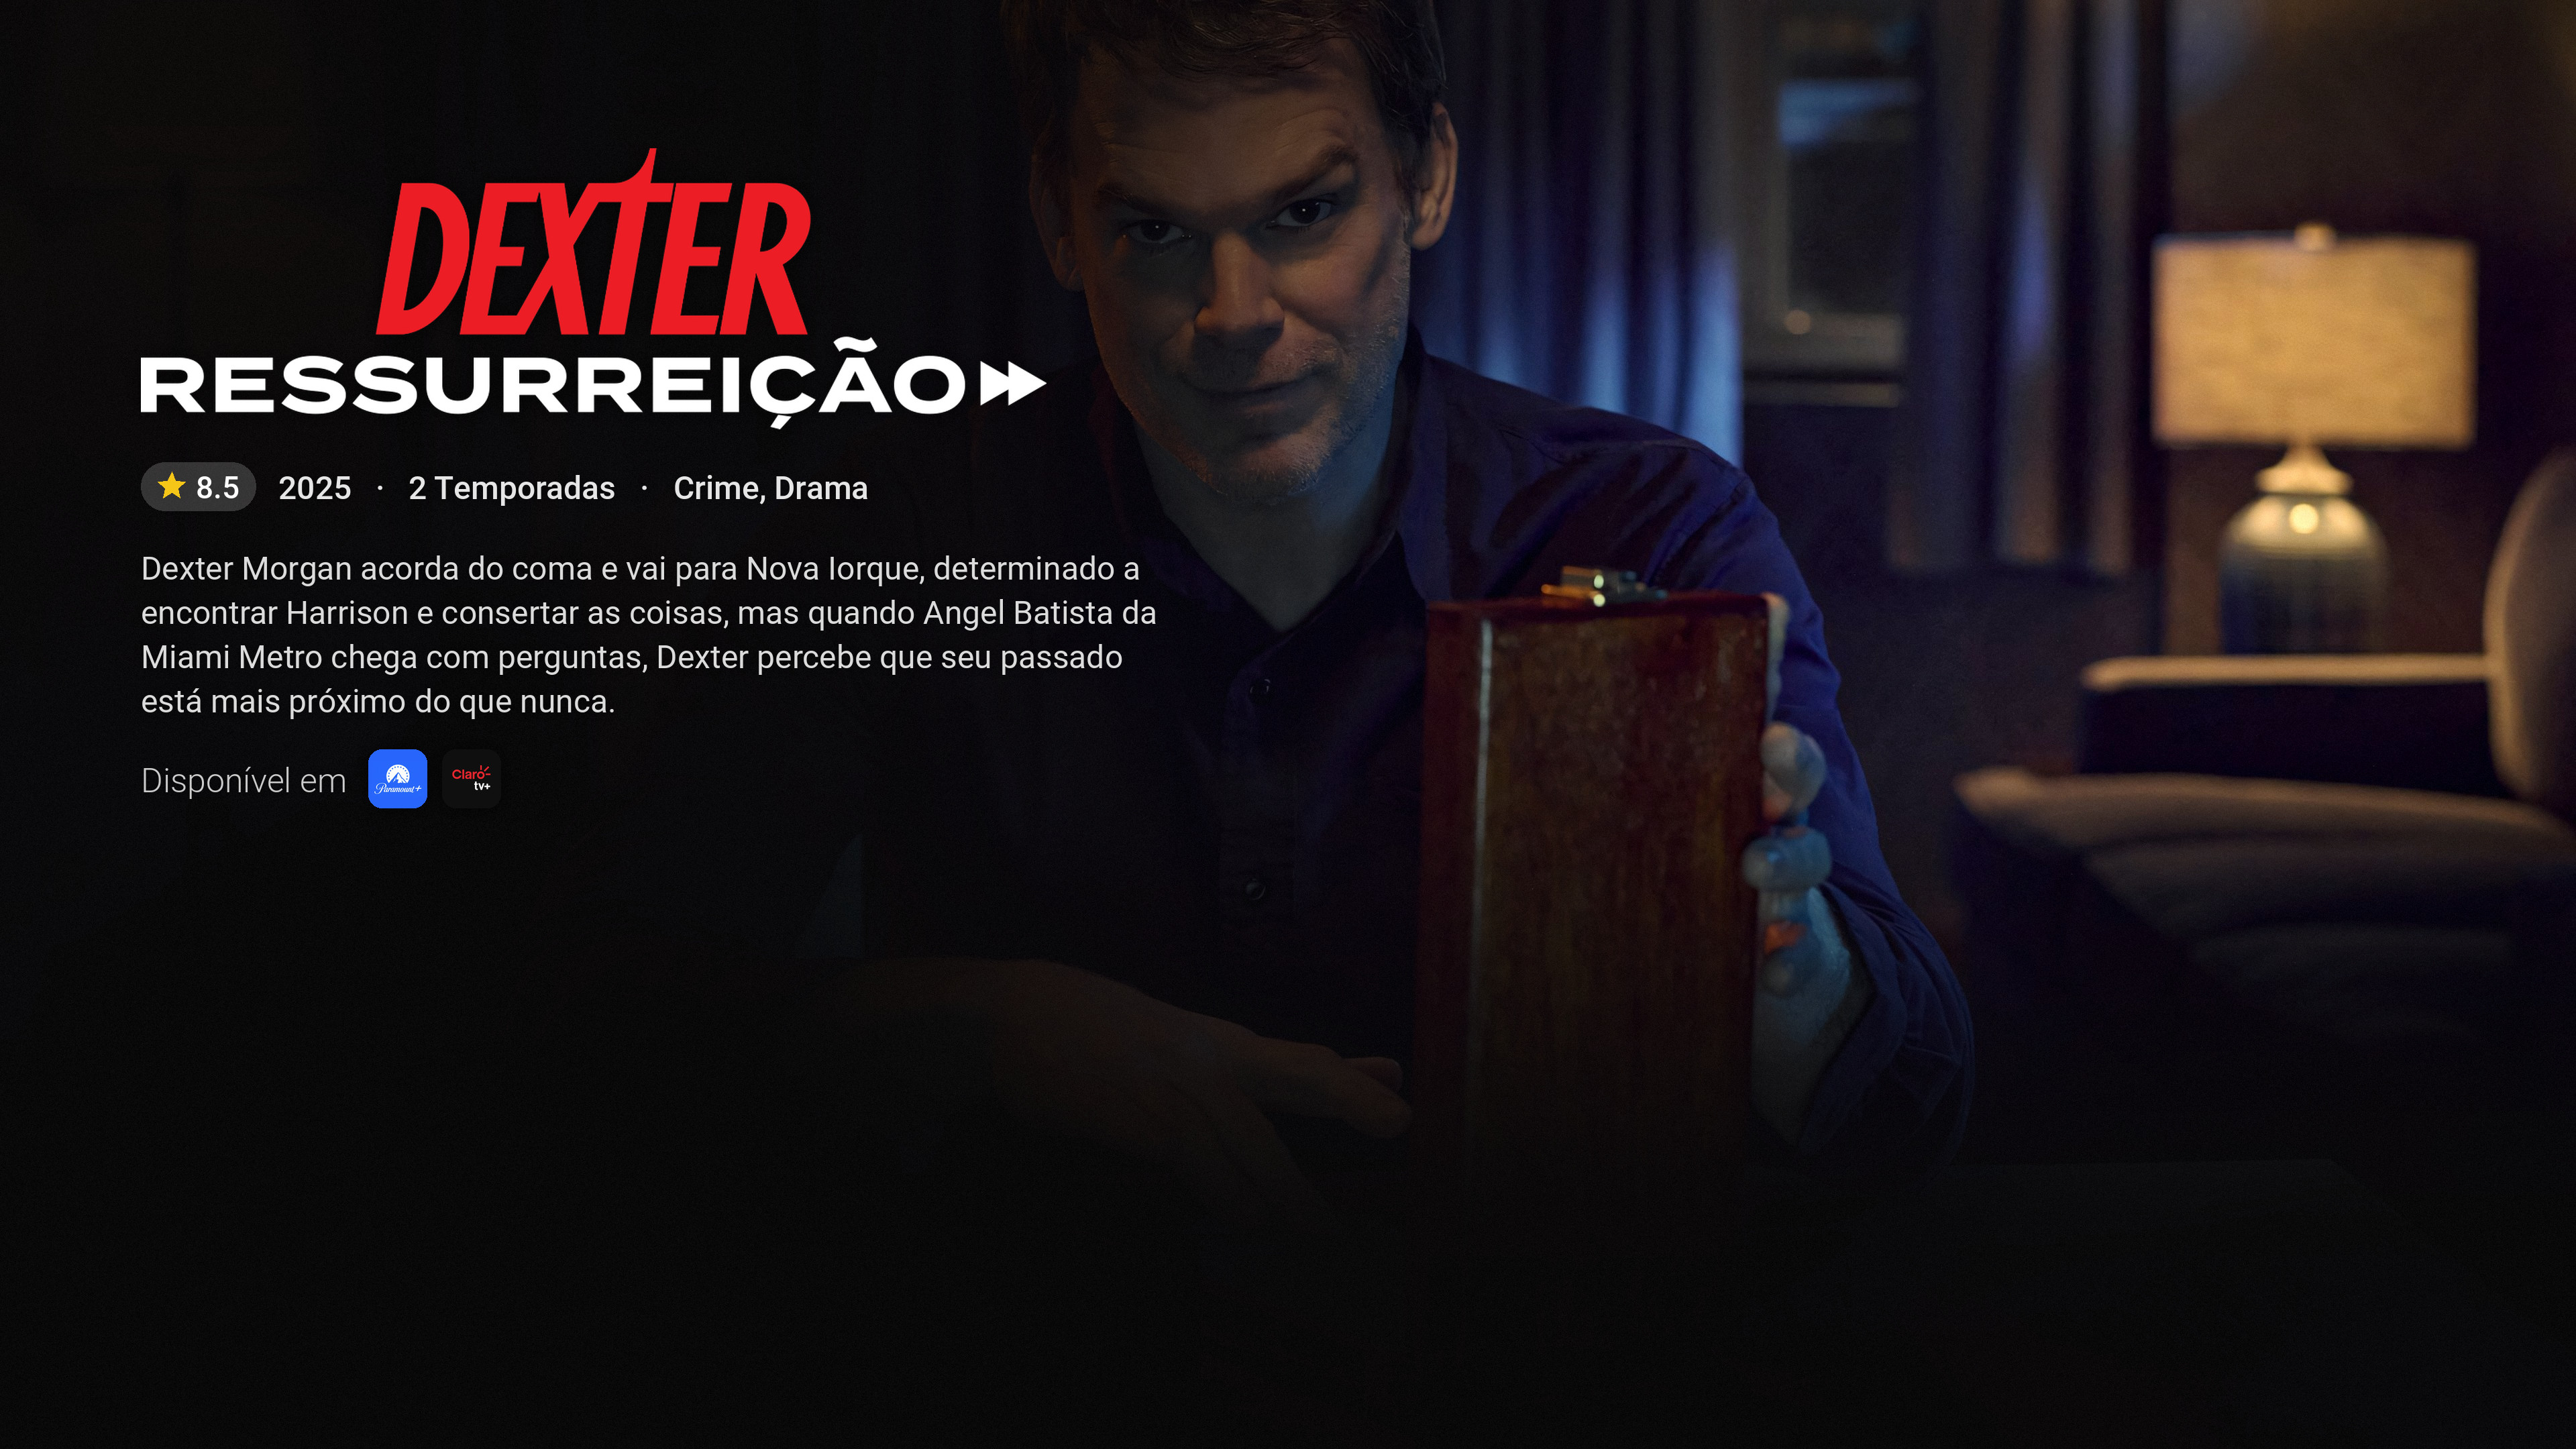 DEXTER
RESSURREIÇÃO
8.5 2025 · 2 Temporadas · Crime, Drama
Dexter Morgan acorda do coma e vai para Nova Iorque, determinado a
encontrar Harrison e consertar as coisas, mas quando Angel Batista da
Miami Metro chega com perguntas, Dexter percebe que seu passado
está mais próximo do que nunca.
Disponível em
Paramount+
Claro
tv+